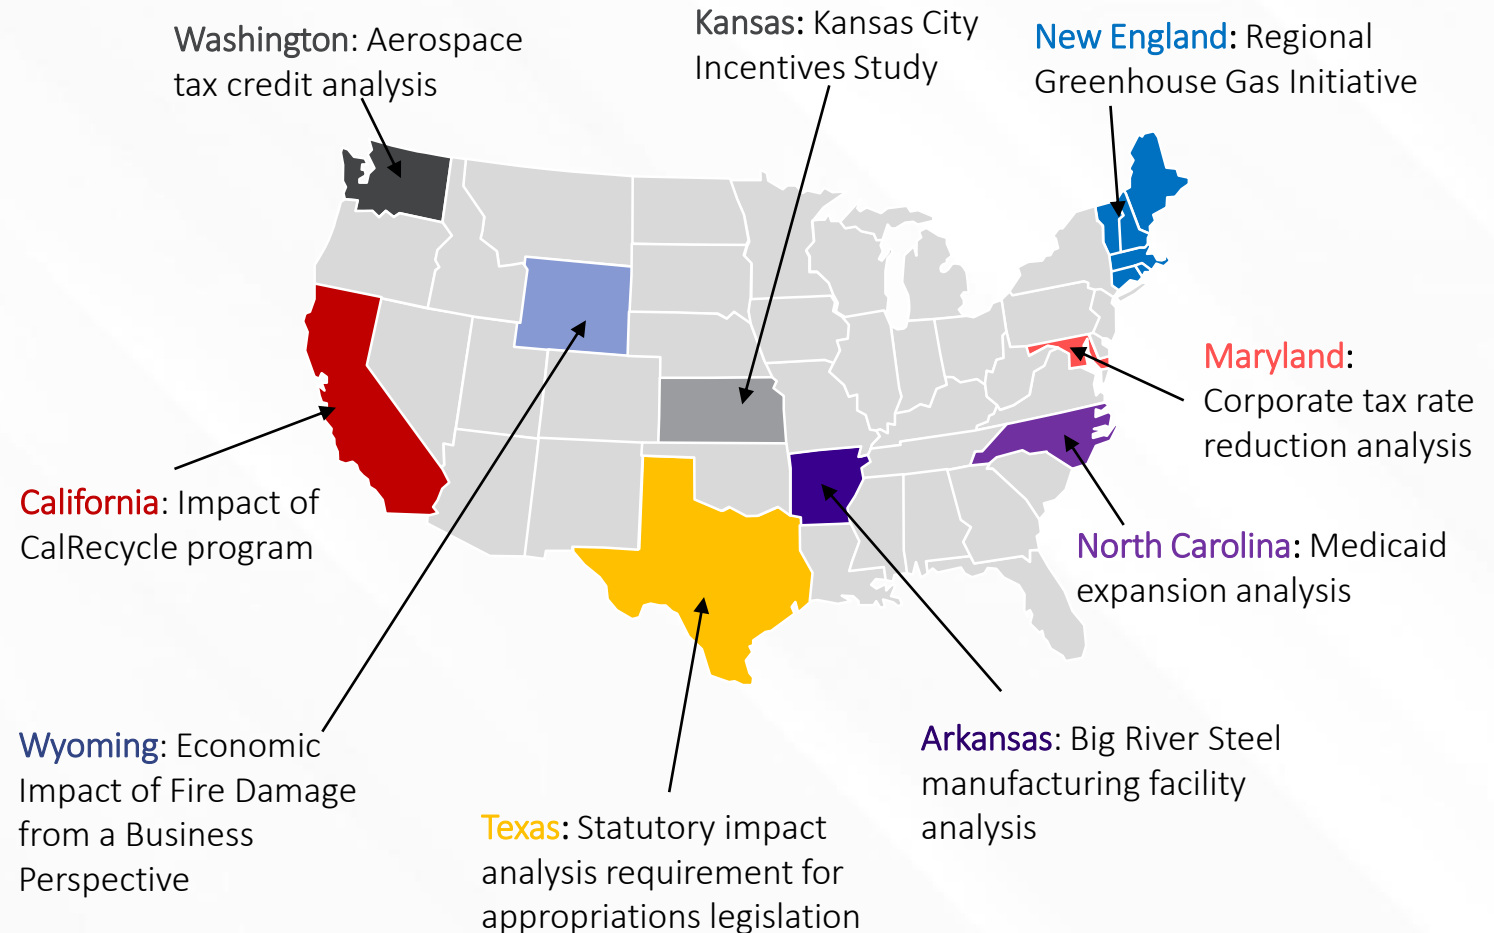 Washington: Aerospace
tax credit analysis
Kansas: Kansas City
Incentives Study
New England: Regional
Greenhouse Gas Initiative
Maryland:
Corporate tax rate
reduction analysis
California: Impact of
CalRecycle program
North Carolina: Medicaid
expansion analysis
Wyoming: Economic
Impact of Fire Damage
from a Business
Perspective
Texas: Statutory impact
analysis requirement for
appropriations legislation
Arkansas: Big River Steel
manufacturing facility
analysis